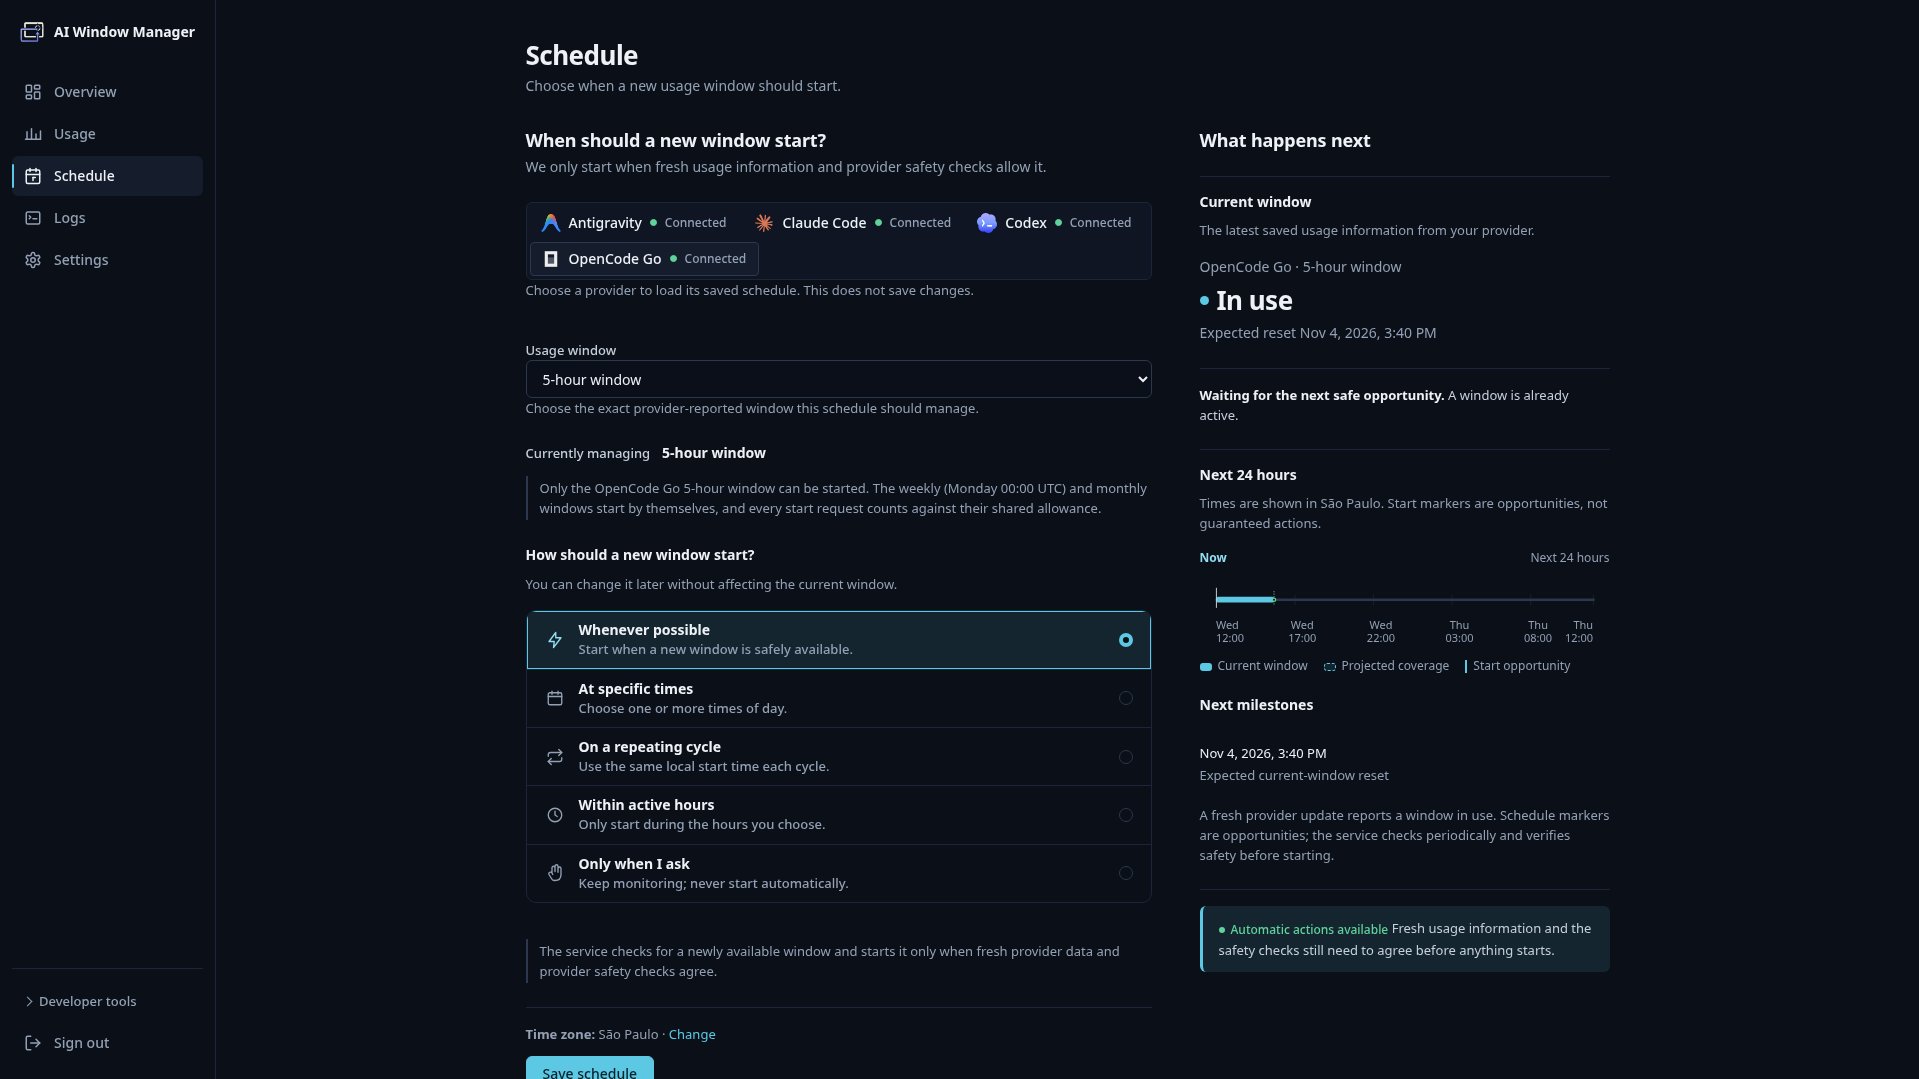 AI Window Manager
Overview
Usage
Schedule
Logs
Settings
Developer tools
Sign out
Schedule
Choose when a new usage window should start.
When should a new window start?
We only start when fresh usage information and provider safety checks allow it.
Antigravity Connected Claude Code Connected Codex Connected
OpenCode Go Connected
Choose a provider to load its saved schedule. This does not save changes.
Usage window
5-hour window
Choose the exact provider-reported window this schedule should manage.
Currently managing 5-hour window
Only the OpenCode Go 5-hour window can be started. The weekly (Monday 00:00 UTC) and monthly
windows start by themselves, and every start request counts against their shared allowance.
How should a new window start?
You can change it later without affecting the current window.
Whenever possible
Start when a new window is safely available.
At specific times
Choose one or more times of day.
On a repeating cycle
Use the same local start time each cycle.
Within active hours
Only start during the hours you choose.
Only when I ask
Keep monitoring; never start automatically.
The service checks for a newly available window and starts it only when fresh provider data and
provider safety checks agree.
Time zone: São Paulo · Change
Save schedule
What happens next
Current window
The latest saved usage information from your provider.
OpenCode Go · 5-hour window
In use
Expected reset Nov 4, 2026, 3:40 PM
Waiting for the next safe opportunity. A window is already
active.
Next 24 hours
Times are shown in São Paulo. Start markers are opportunities, not
guaranteed actions.
Now Next 24 hours
Wed Wed Wed Thu Thu Thu
12:00 17:00 22:00 03:00 08:00 12:00
Current window Projected coverage Start opportunity
Next milestones
Nov 4, 2026, 3:40 PM
Expected current-window reset
A fresh provider update reports a window in use. Schedule markers
are opportunities; the service checks periodically and verifies
safety before starting.
Automatic actions available Fresh usage information and the
safety checks still need to agree before anything starts.